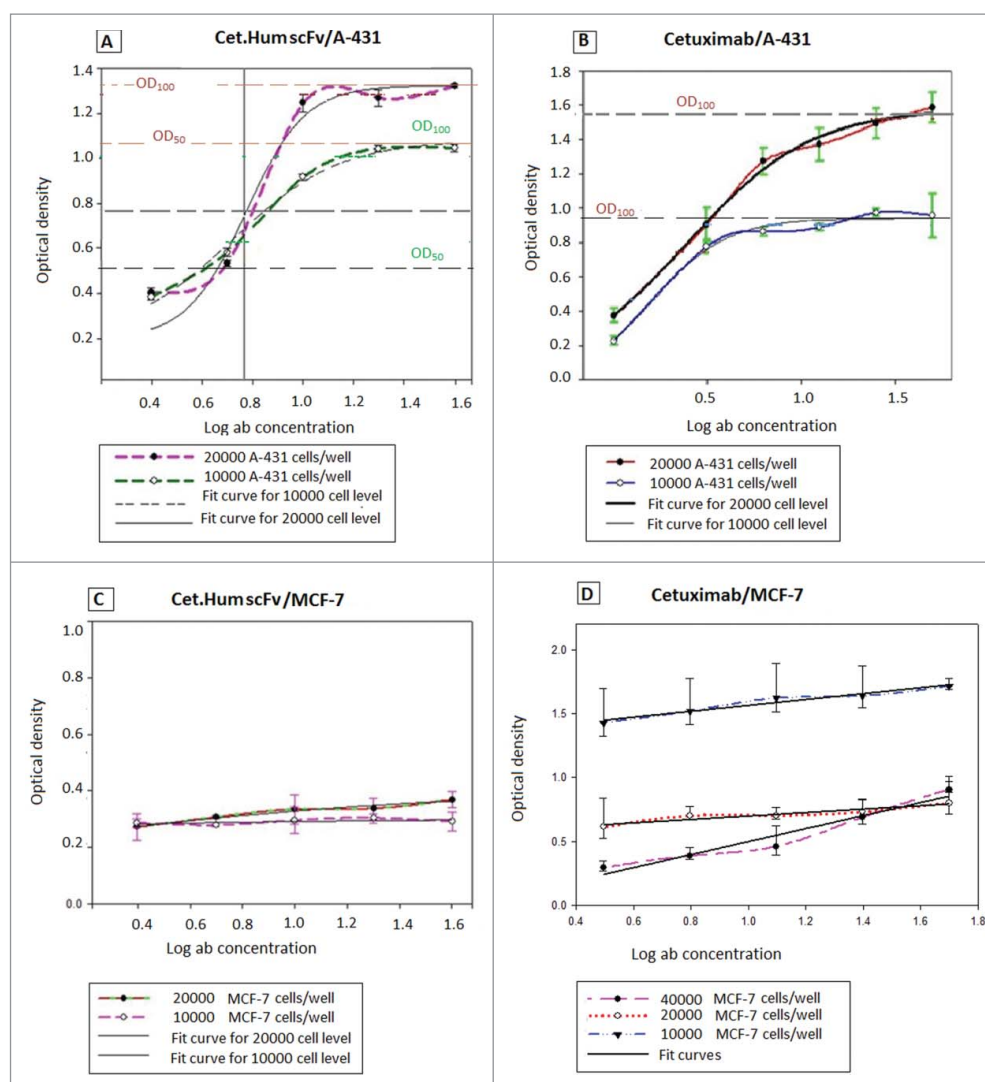 A
Cet.HumscFv/A-431
1.4
1.2
1.0
0.8
0.6
0.4
0.2
OD100
OD50
OD100
OD50
Optical density
0.4 0.6 0.8 1.0 1.2 1.4 1.6
Log ab concentration
20000 A-431 cells/well
10000 A-431 cells/well
Fit curve for 10000 cell level
Fit curve for 20000 cell level
B
Cetuximab/A-431
1.8
1.6
1.4
1.2
1.0
0.8
0.6
0.4
0.2
0.0
OD100
OD100
Optical density
0.5 1.0 1.5
Log ab concentration
20000 A-431 cells/well
10000 A-431 cells/well
Fit curve for 20000 cell level
Fit curve for 10000 cell level
C
Cet.HumscFv/MCF-7
1.0
0.8
0.6
0.4
0.2
0.0
Optical density
0.4 0.6 0.8 1.0 1.2 1.4 1.6
Log ab concentration
20000 MCF-7 cells/well
10000 MCF-7 cells/well
Fit curve for 20000 cell level
Fit curve for 10000 cell level
D
Cetuximab/MCF-7
2.0
1.5
1.0
0.5
0.0
Optical density
0.4 0.6 0.8 1.0 1.2 1.4 1.6 1.8
Log ab concentration
40000 MCF-7 cells/well
20000 MCF-7 cells/well
10000 MCF-7 cells/well
Fit curves